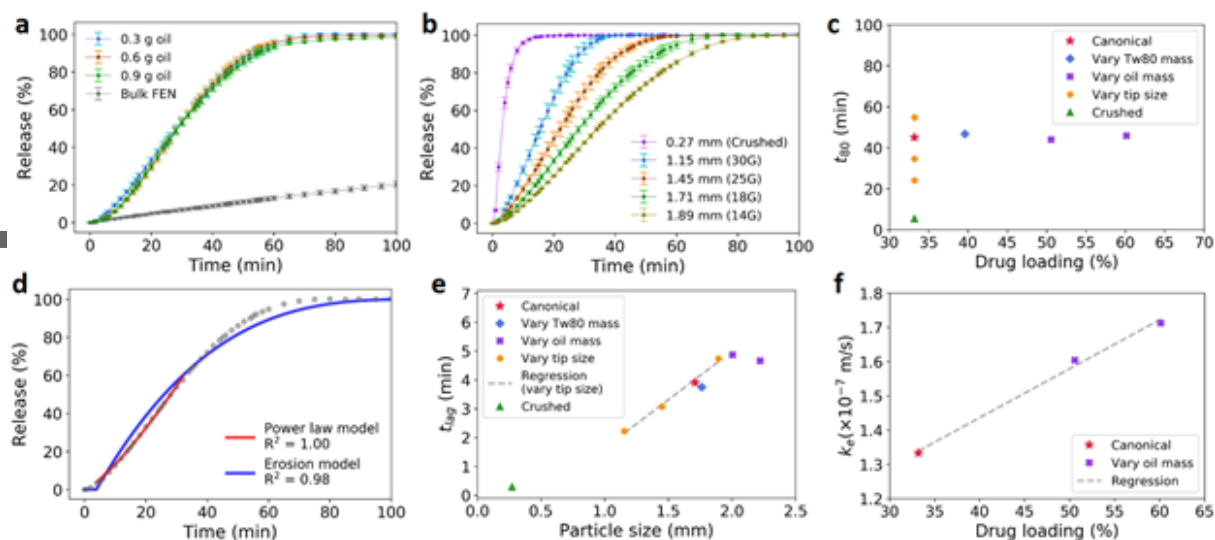 a
0.3 g oil
0.6 g oil
0.9 g oil
Bulk FEN
Release (%)
100
80
60
40
20
0
0 20 40 60 80 100
Time (min)
b
0.27 mm (Crushed)
1.15 mm (30G)
1.45 mm (25G)
1.71 mm (18G)
1.89 mm (14G)
Release (%)
100
80
60
40
20
0
0 20 40 60 80 100
Time (min)
c
Canonical
Vary Tw80 mass
Vary oil mass
Vary tip size
Crushed
t80 (min)
100
80
60
40
20
0
30 35 40 45 50 55 60 65 70
Drug loading (%)
d
Power law model
R² = 1.00
Erosion model
R² = 0.98
Release (%)
100
80
60
40
20
0
0 20 40 60 80 100
Time (min)
e
Canonical
Vary Tw80 mass
Vary oil mass
Vary tip size
Regression
(vary tip size)
Crushed
tlag (min)
7
6
5
4
3
2
1
0
0.0 0.5 1.0 1.5 2.0 2.5
Particle size (mm)
f
Canonical
Vary oil mass
Regression
ke(×10⁻⁷ m/s)
1.8
1.7
1.6
1.5
1.4
1.3
1.2
30 35 40 45 50 55 60 65
Drug loading (%)